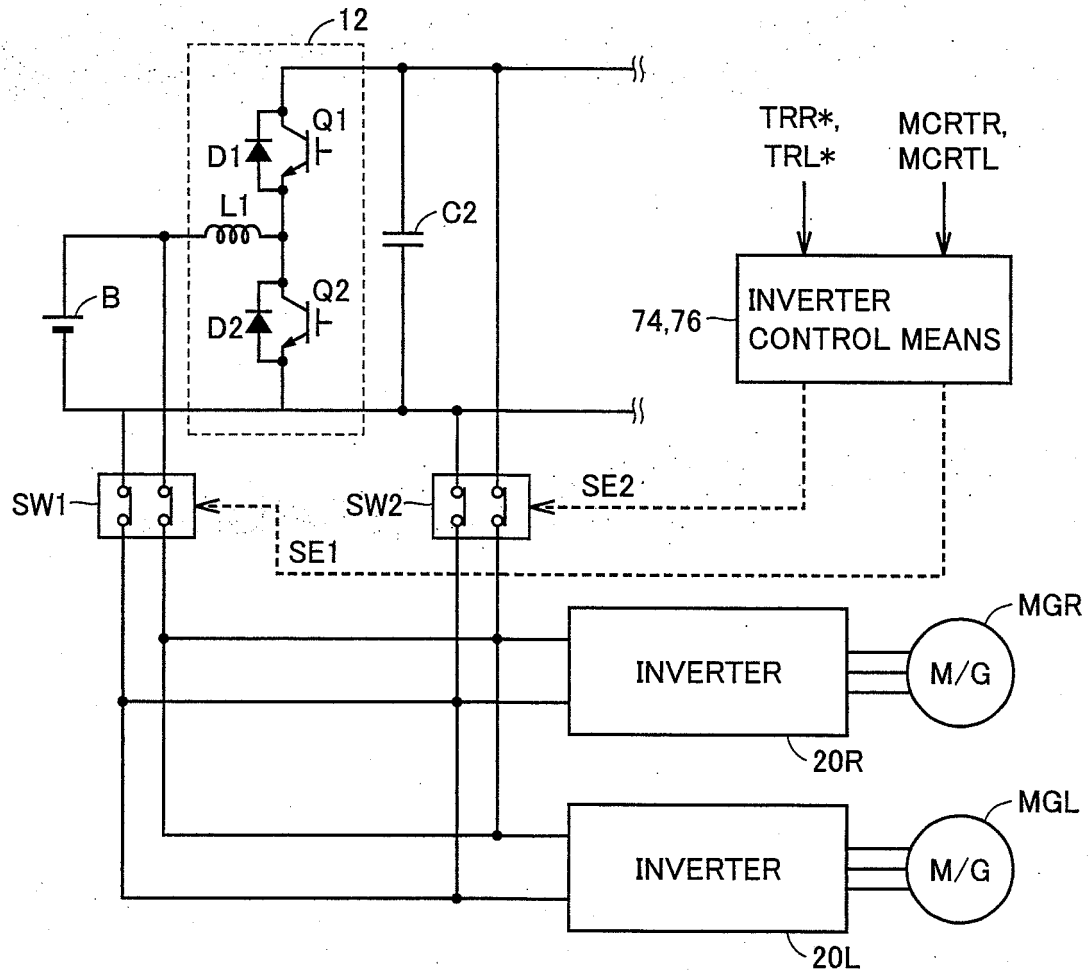 12
Q1
D1
TRR*,
TRL*
MCRTR,
MCRTL
L1
C2
B
Q2
D2
74,76
INVERTER
CONTROL MEANS
SW1
SW2
SE2
SE1
MGR
INVERTER
M/G
20R
MGL
INVERTER
M/G
20L